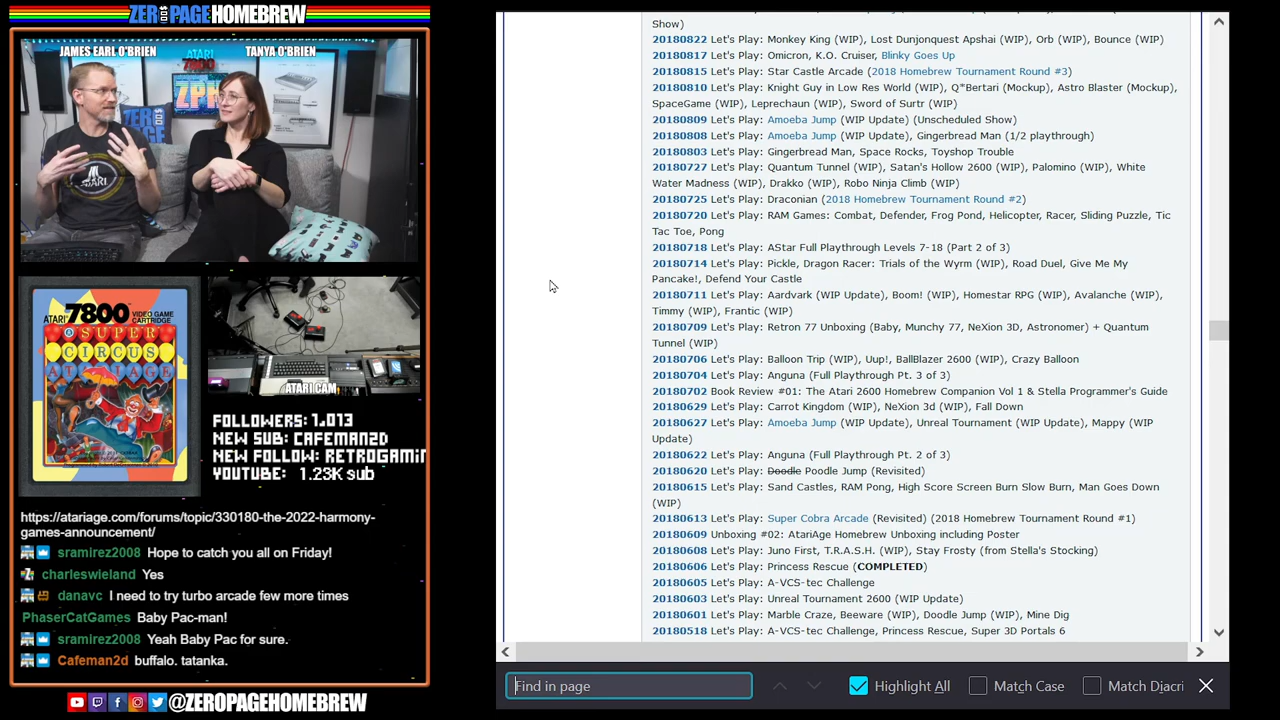 ZEROPAGEHOMEBREW
JAMES EARL O'BRIEN
TANYA O'BRIEN
ATARI
ZPH
ATARI
ATARI 7800 VIDEO GAME CARTRIDGE
SUPER
CIRCUS
ATARIAGE
ATARI CAM
FOLLOWERS: 1,013
NEW SUB: CAFEMAN2D
NEW FOLLOW: RETROGAMIN
YOUTUBE: 1.23K sub
https://atariage.com/forums/topic/330180-the-2022-harmony-
games-announcement/
sramirez2008 Hope to catch you all on Friday!
charleswieland Yes
danavc I need to try turbo arcade few more times
PhaserCatGames Baby Pac-man!
sramirez2008 Yeah Baby Pac for sure.
Cafeman2d buffalo. tatanka.
@ZEROPAGEHOMEBREW
Show)
20180822 Let's Play: Monkey King (WIP), Lost Dunjonquest Apshai (WIP), Orb (WIP), Bounce (WIP)
20180817 Let's Play: Omicron, K.O. Cruiser, Blinky Goes Up
20180815 Let's Play: Star Castle Arcade (2018 Homebrew Tournament Round #3)
20180810 Let's Play: Knight Guy in Low Res World (WIP), Q*Bertari (Mockup), Astro Blaster (Mockup),
SpaceGame (WIP), Leprechaun (WIP), Sword of Surtr (WIP)
20180809 Let's Play: Amoeba Jump (WIP Update) (Unscheduled Show)
20180808 Let's Play: Amoeba Jump (WIP Update), Gingerbread Man (1/2 playthrough)
20180803 Let's Play: Gingerbread Man, Space Rocks, Toyshop Trouble
20180727 Let's Play: Quantum Tunnel (WIP), Satan's Hollow 2600 (WIP), Palomino (WIP), White
Water Madness (WIP), Drakko (WIP), Robo Ninja Climb (WIP)
20180725 Let's Play: Draconian (2018 Homebrew Tournament Round #2)
20180720 Let's Play: RAM Games: Combat, Defender, Frog Pond, Helicopter, Racer, Sliding Puzzle, Tic
Tac Toe, Pong
20180718 Let's Play: AStar Full Playthrough Levels 7-18 (Part 2 of 3)
20180714 Let's Play: Pickle, Dragon Racer: Trials of the Wyrm (WIP), Road Duel, Give Me My
Pancake!, Defend Your Castle
20180711 Let's Play: Aardvark (WIP Update), Boom! (WIP), Homestar RPG (WIP), Avalanche (WIP),
Timmy (WIP), Frantic (WIP)
20180709 Let's Play: Retron 77 Unboxing (Baby, Munchy 77, NeXion 3D, Astronomer) + Quantum
Tunnel (WIP)
20180706 Let's Play: Balloon Trip (WIP), Uup!, BallBlazer 2600 (WIP), Crazy Balloon
20180704 Let's Play: Anguna (Full Playthrough Pt. 3 of 3)
20180702 Book Review #01: The Atari 2600 Homebrew Companion Vol 1 & Stella Programmer's Guide
20180629 Let's Play: Carrot Kingdom (WIP), NeXion 3d (WIP), Fall Down
20180627 Let's Play: Amoeba Jump (WIP Update), Unreal Tournament (WIP Update), Mappy (WIP
Update)
20180622 Let's Play: Anguna (Full Playthrough Pt. 2 of 3)
20180620 Let's Play: Doodle Poodle Jump (Revisited)
20180615 Let's Play: Sand Castles, RAM Pong, High Score Screen Burn Slow Burn, Man Goes Down
(WIP)
20180613 Let's Play: Super Cobra Arcade (Revisited) (2018 Homebrew Tournament Round #1)
20180609 Unboxing #02: AtariAge Homebrew Unboxing including Poster
20180608 Let's Play: Juno First, T.R.A.S.H. (WIP), Stay Frosty (from Stella's Stocking)
20180606 Let's Play: Princess Rescue (COMPLETED)
20180605 Let's Play: A-VCS-tec Challenge
20180603 Let's Play: Unreal Tournament 2600 (WIP Update)
20180601 Let's Play: Marble Craze, Beeware (WIP), Doodle Jump (WIP), Mine Dig
20180518 Let's Play: A-VCS-tec Challenge, Princess Rescue, Super 3D Portals 6
Find in page
Highlight All
Match Case
Match Diacri